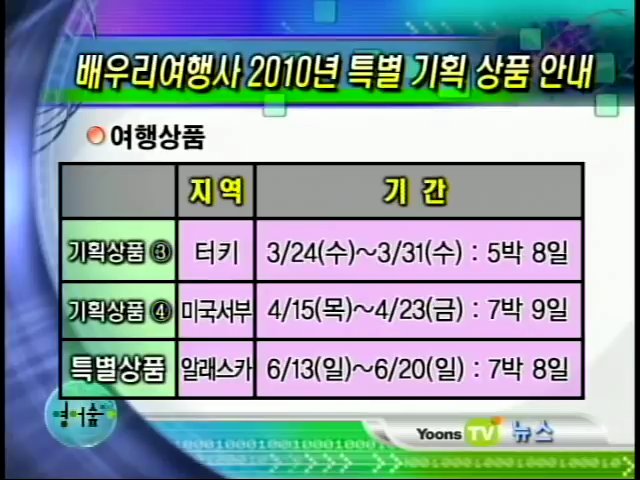 배우리여행사 2010년 특별 기획 상품 안내
여행상품
지역 기 간
기획상품 ③ 터키 3/24(수)~3/31(수) : 5박 8일
기획상품 ④ 미국서부 4/15(목)~4/23(금) : 7박 9일
특별상품 알래스카 6/13(일)~6/20(일) : 7박 8일
영어숲
Yoons TV 뉴스